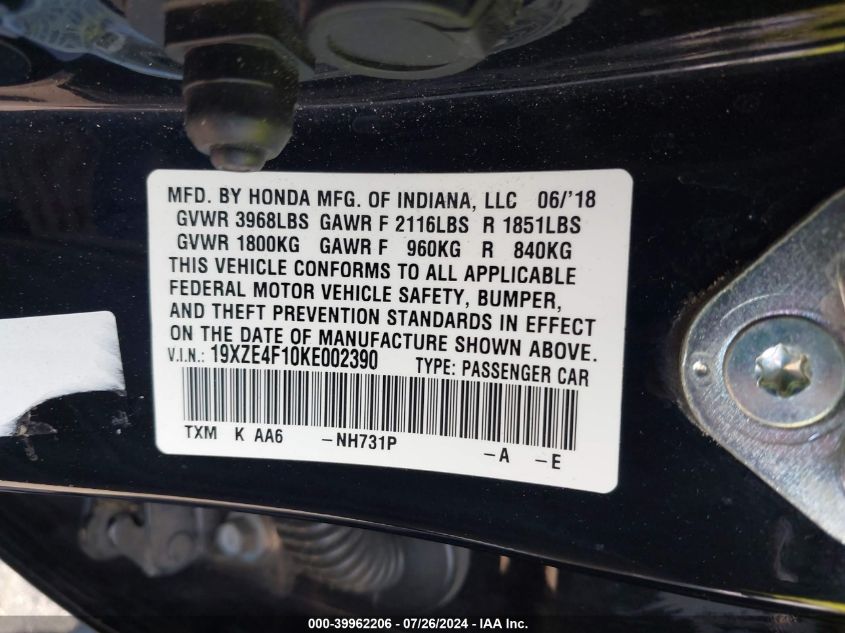 MFD. BY HONDA MFG. OF INDIANA, LLC 06/'18
GVWR 3968LBS GAWR F 2116LBS R 1851LBS
GVWR 1800KG GAWR F 960KG R 840KG
THIS VEHICLE CONFORMS TO ALL APPLICABLE
FEDERAL MOTOR VEHICLE SAFETY, BUMPER,
AND THEFT PREVENTION STANDARDS IN EFFECT
ON THE DATE OF MANUFACTURE SHOWN ABOVE.
V.I.N.: 19XZE4F10KE002390 TYPE: PASSENGER CAR
TXM K AA6 -NH731P -A -E
000-39962206 - 07/26/2024 - IAA Inc.